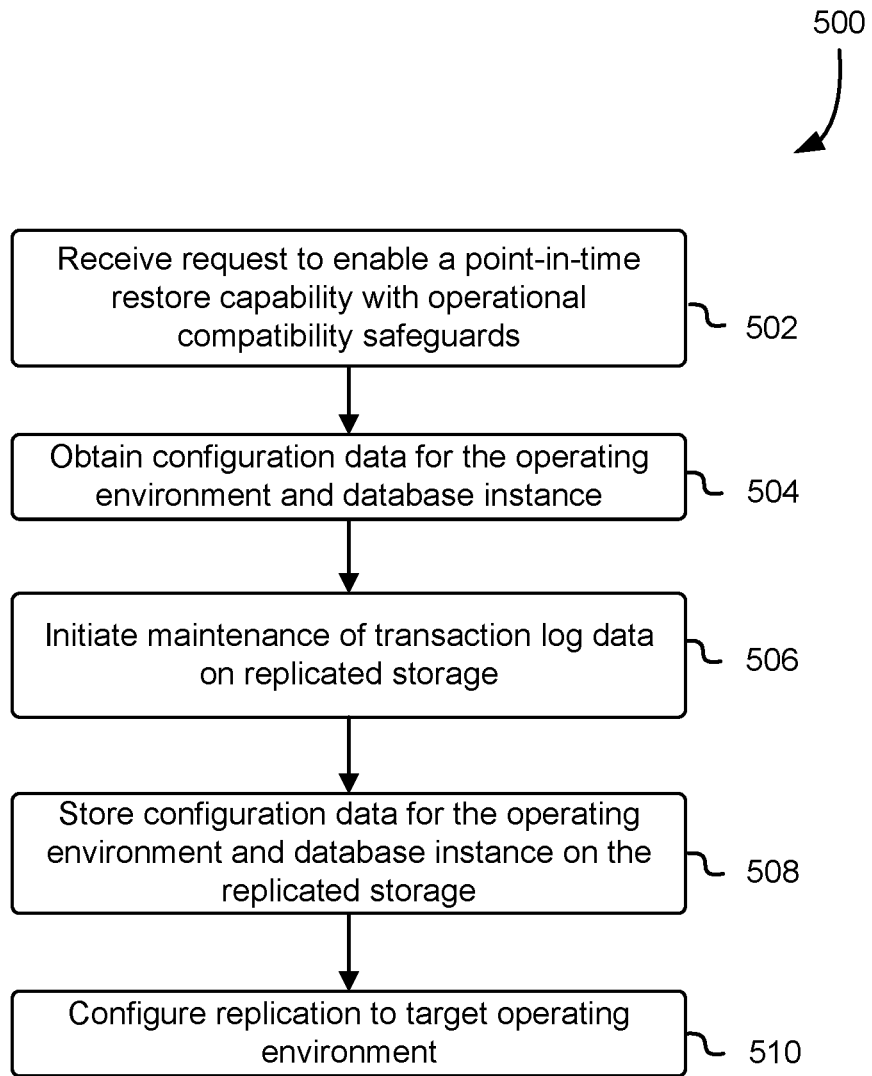 500
Receive request to enable a point-in-time
restore capability with operational
compatibility safeguards
502
Obtain configuration data for the operating
environment and database instance
504
Initiate maintenance of transaction log data
on replicated storage
506
Store configuration data for the operating
environment and database instance on the
replicated storage
508
Configure replication to target operating
environment
510